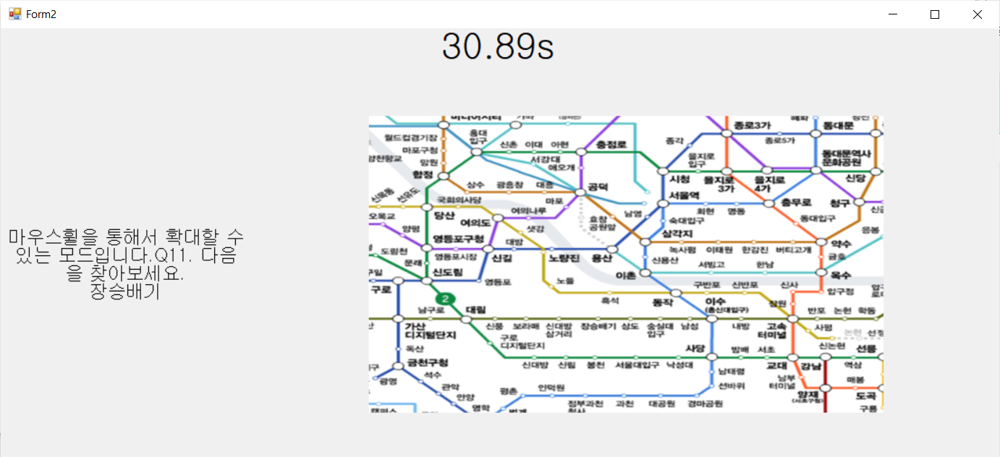 Form2
30.89s
마우스휠을 통해서 확대할 수
있는 모드입니다.Q11. 다음
을 찾아보세요.
장승배기
종로3가
동대문
월드컵경기장
홍대
입구
신촌
이대
아현
충정로
종각
종로5가
마포구청
양천향교
망원
서강대
애오개
을지로
입구
동대문역사
문화공원
합정
시청
을지로
3가
을지로
4가
신당
상수
광흥창
대흥
공덕
서울역
신목동
선유도
국회의사당
마포
회현
명동
충무로
청구
오목교
당산
여의도
여의나루
효창
공원앞
남영
숙대입구
동대입구
양평
샛강
삼각지
응봉
영등포구청
대방
녹사평
이태원
한강진
버티고개
약수
도림천
영등포시장
신길
노량진
용산
신용산
금호
문래
신도림
서빙고
한남
이촌
옥수
구로
영등포
노들
구반포
신반포
신사
압구정
2
흑석
동작
이수
(총신대입구)
잠원
남구로
대림
반포
논현
학동
가산
디지털단지
신풍
보라매
신대방
삼거리
장승배기
상도
숭실대
입구
남성
내방
고속
터미널
사평
논현
구로
디지털단지
신논현
선릉
독산
사당
방배
서초
금천구청
신대방
신림
봉천
서울대입구
낙성대
교대
강남
역삼
광명
석수
남태령
남부
터미널
매봉
관악
선바위
안양
평촌
인덕원
양재
(서초구청)
도곡
명학
정부과천
청사
과천
대공원
경마공원
구룡